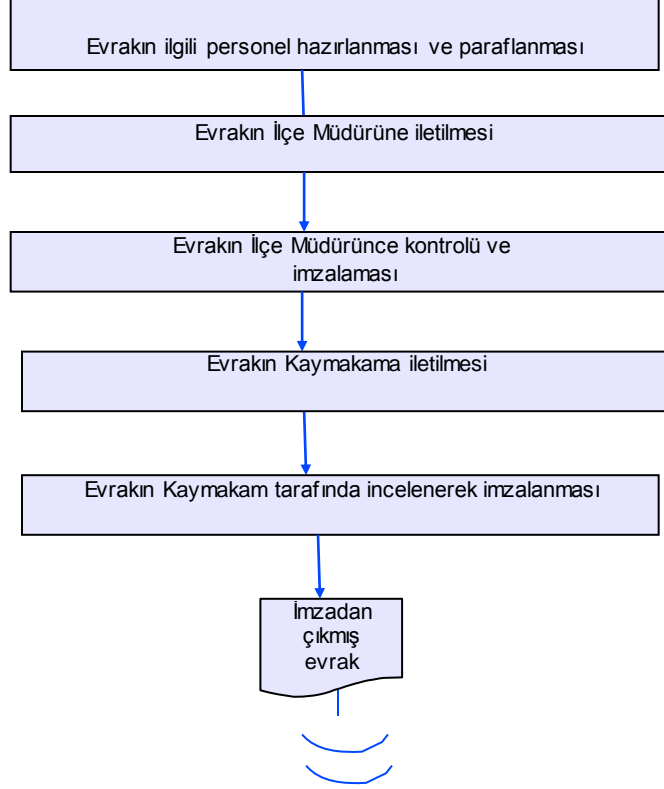 Evrakın ilgili personel hazırlanması ve paraflanması
Evrakın İlçe Müdürüne iletilmesi
Evrakın İlçe Müdürünce kontrolü ve
imzalaması
Evrakın Kaymakama iletilmesi
Evrakın Kaymakam tarafında incelenerek imzalanması
İmzadan
çıkmış
evrak